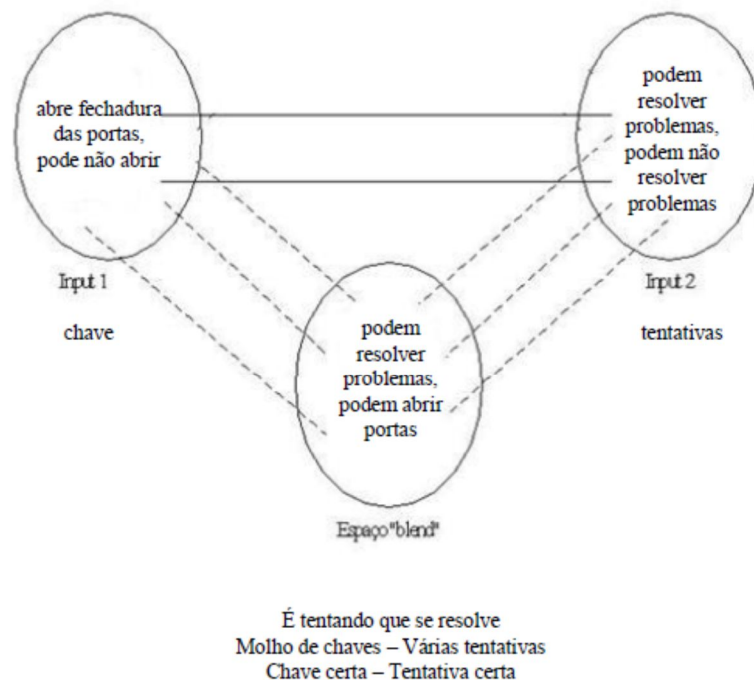 abre fechadura
das portas,
pode não abrir
podem
resolver
problemas,
podem não
resolver
problemas
Input 1
Input 2
chave
tentativas
podem
resolver
problemas,
podem abrir
portas
Espaço "blend"
É tentando que se resolve
Molho de chaves – Várias tentativas
Chave certa – Tentativa certa